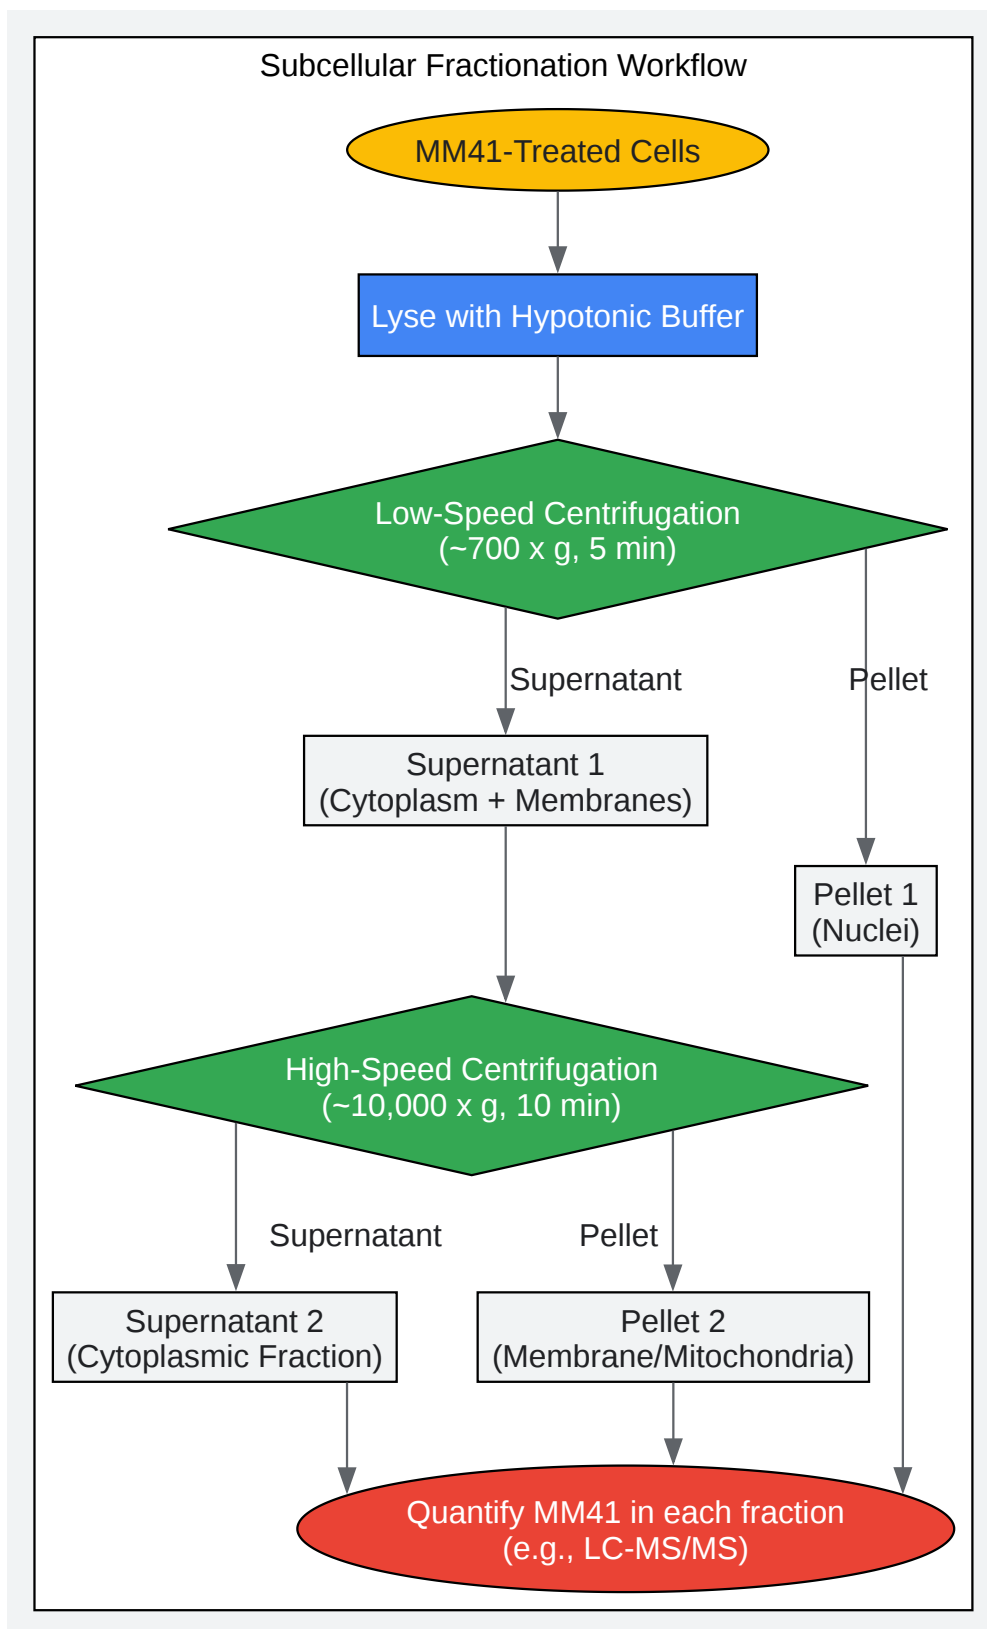 Subcellular Fractionation Workflow
MM41-Treated Cells
Lyse with Hypotonic Buffer
Low-Speed Centrifugation
(~700 x g, 5 min)
Supernatant
Pellet
Supernatant 1
(Cytoplasm + Membranes)
Pellet 1
(Nuclei)
High-Speed Centrifugation
(~10,000 x g, 10 min)
Supernatant
Pellet
Supernatant 2
(Cytoplasmic Fraction)
Pellet 2
(Membrane/Mitochondria)
Quantify MM41 in each fraction
(e.g., LC-MS/MS)